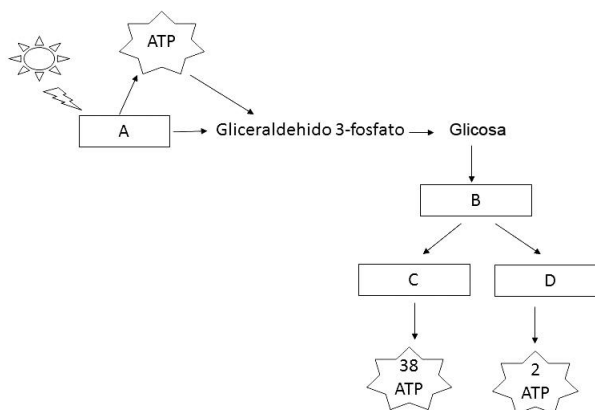 ATP
A
Gliceraldehido 3-fosfato
Glicosa
B
C
D
38
ATP
2
ATP